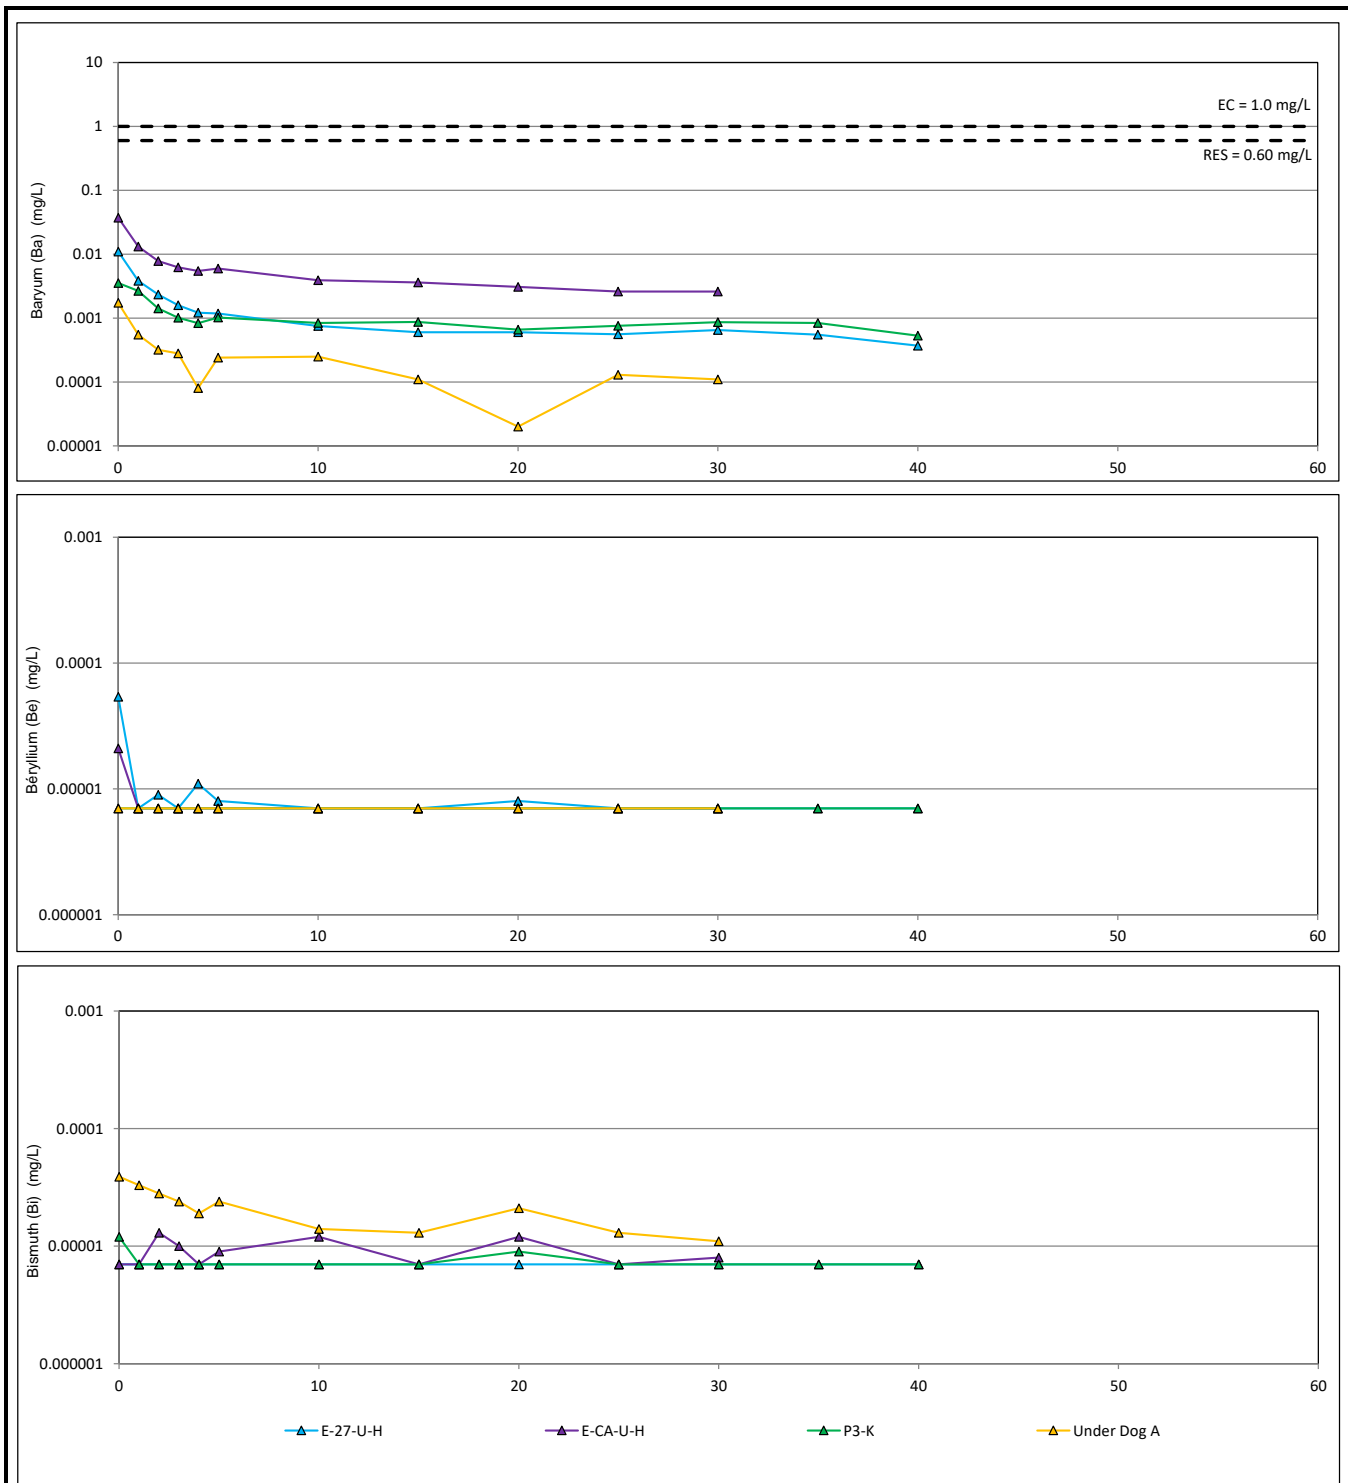 10
1
0.1
0.01
0.001
0.0001
0.00001
Baryum (Ba) (mg/L)
EC = 1.0 mg/L
RES = 0.60 mg/L
0 10 20 30 40 50 60
0.001
0.0001
0.00001
0.000001
Béryllium (Be) (mg/L)
0 10 20 30 40 50 60
0.001
0.0001
0.00001
0.000001
Bismuth (Bi) (mg/L)
0 10 20 30 40 50 60
E-27-U-H E-CA-U-H P3-K Under Dog A